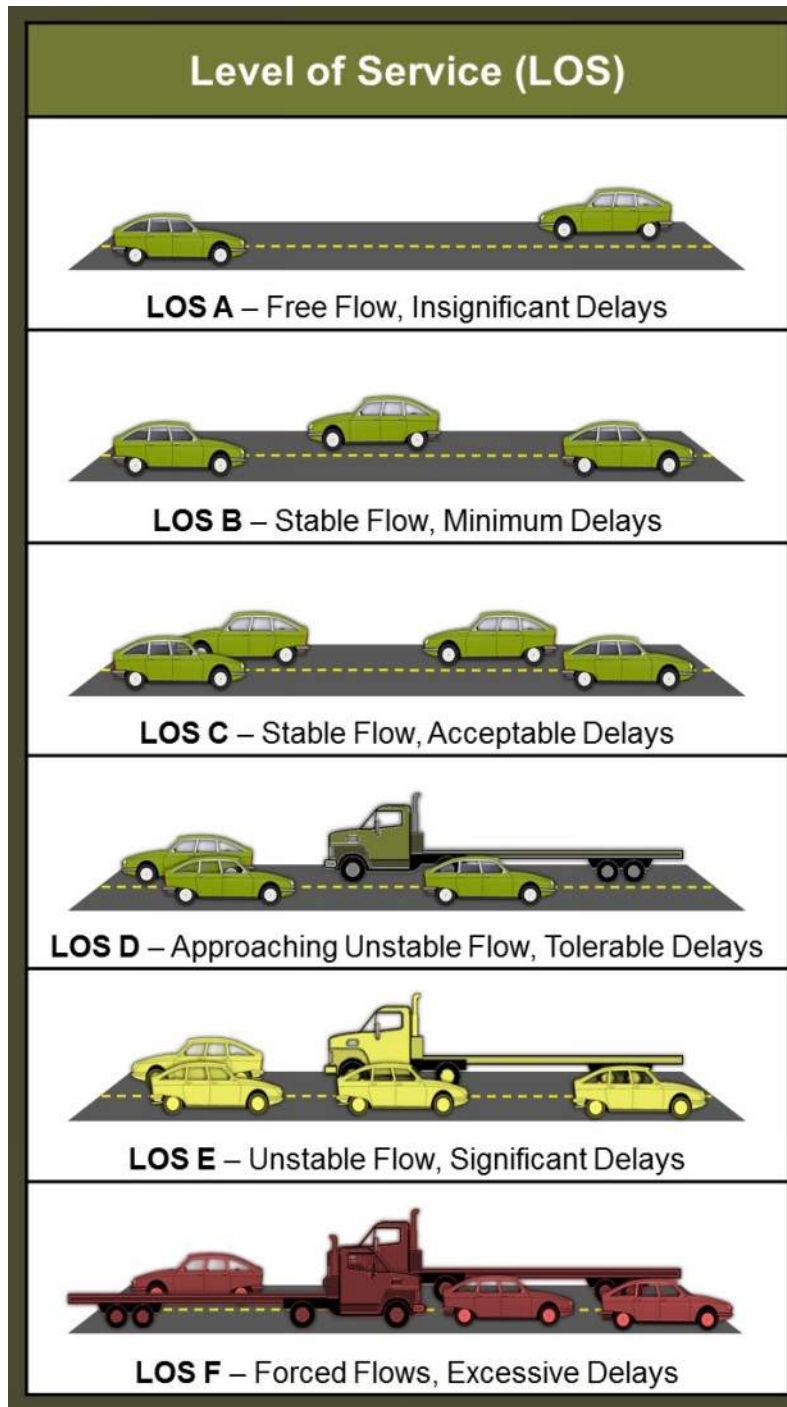 Level of Service (LOS)
LOS A – Free Flow, Insignificant Delays
LOS B – Stable Flow, Minimum Delays
LOS C – Stable Flow, Acceptable Delays
LOS D – Approaching Unstable Flow, Tolerable Delays
LOS E – Unstable Flow, Significant Delays
LOS F – Forced Flows, Excessive Delays